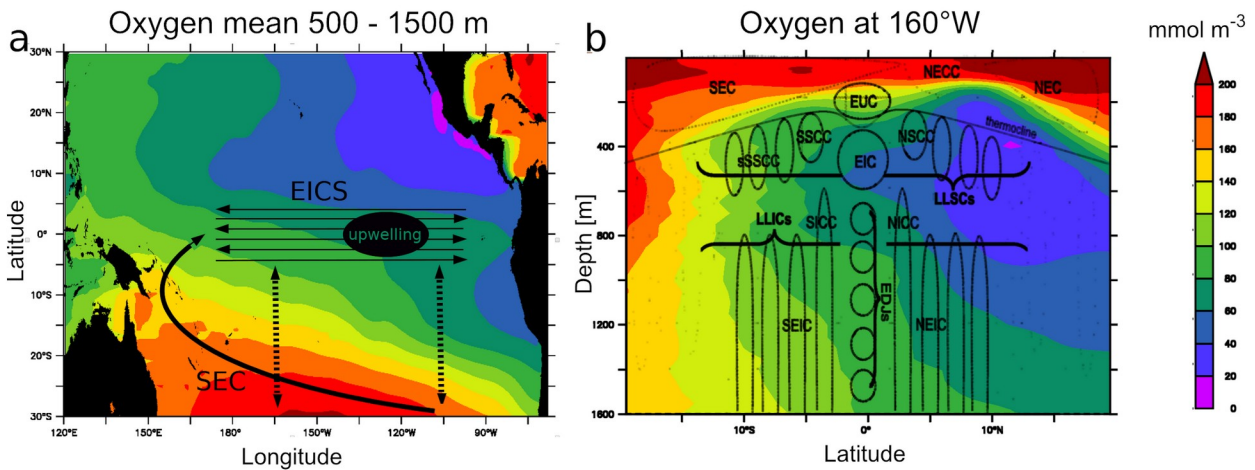 Oxygen mean 500 - 1500 m
Oxygen at 160°W
mmol m-3
a
30°N
20°N
10°N
0°
10°S
20°S
30°S
Latitude
EICS
upwelling
SEC
120°E
150°E
180°W
150°W
120°W
90°W
Longitude
b
SEC
NECC
NEC
EUC
thermocline
SSCC
NSCC
sSSCC
EIC
LLSCs
LLICs
SICC
NICC
EDJs
SEIC
NEIC
400
800
1200
1600
Depth [m]
10°S
0°
10°N
Latitude
200
180
160
140
120
100
80
60
40
20
0